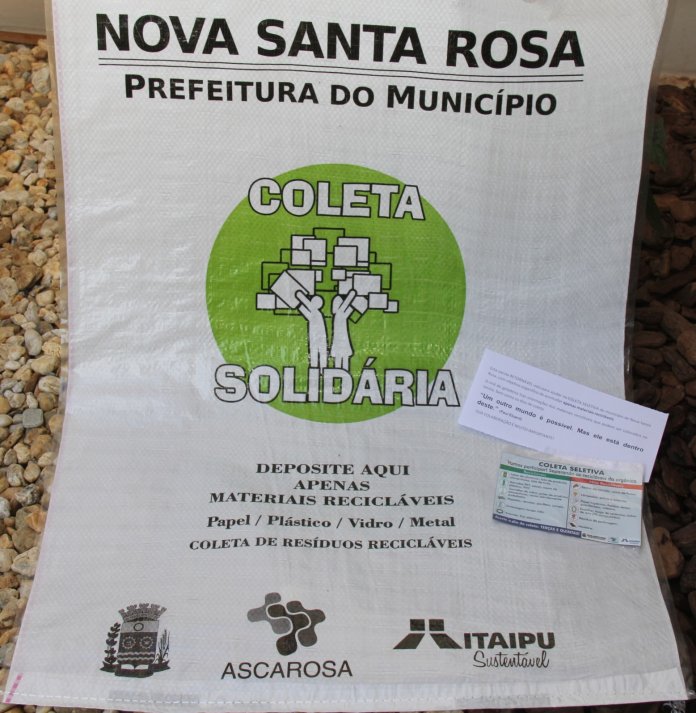 NOVA SANTA ROSA
PREFEITURA DO MUNICÍPIO
COLETA
SOLIDÁRIA
DEPOSITE AQUI
APENAS
MATERIAIS RECICLÁVEIS
Papel / Plástico / Vidro / Metal
COLETA DE RESÍDUOS RECICLÁVEIS
"Um outro mundo é possível. Mas ele está dentro
deste."
COLETA SELETIVA
ASCAROSA
ITAIPU
Sustentável